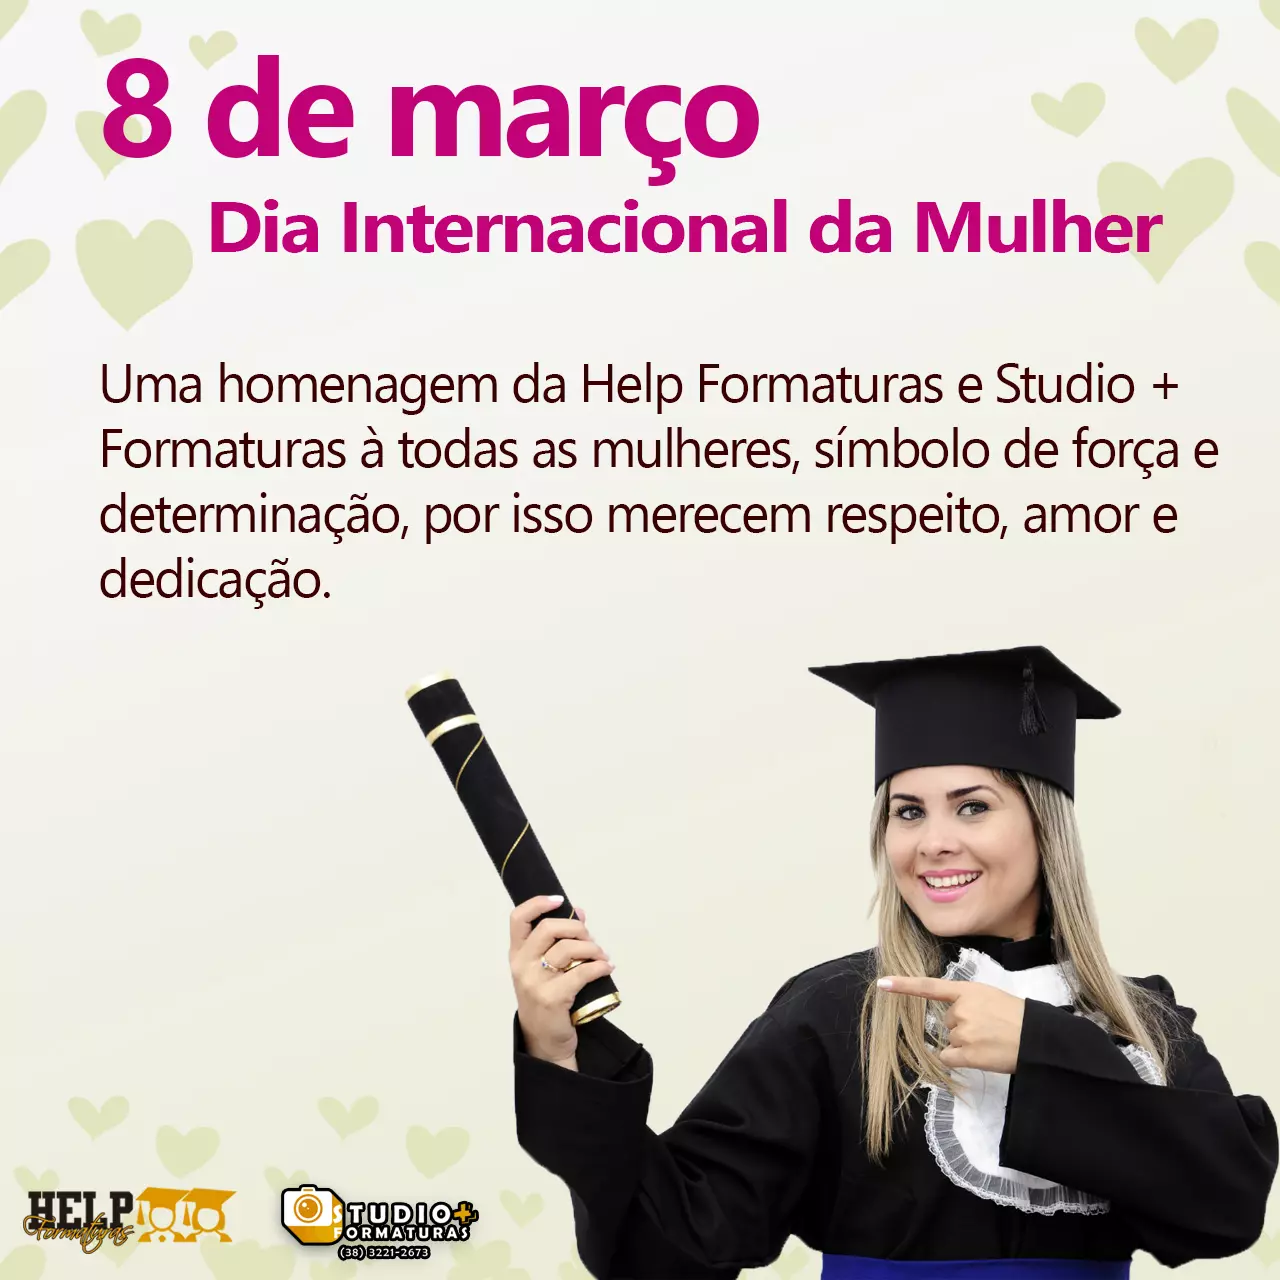 8 de março
Dia Internacional da Mulher
Uma homenagem da Help Formaturas e Studio +
Formaturas à todas as mulheres, símbolo de força e
determinação, por isso merecem respeito, amor e
dedicação.
HELP
Formaturas
STUDIO+
FORMATURAS
(38) 3221-2673